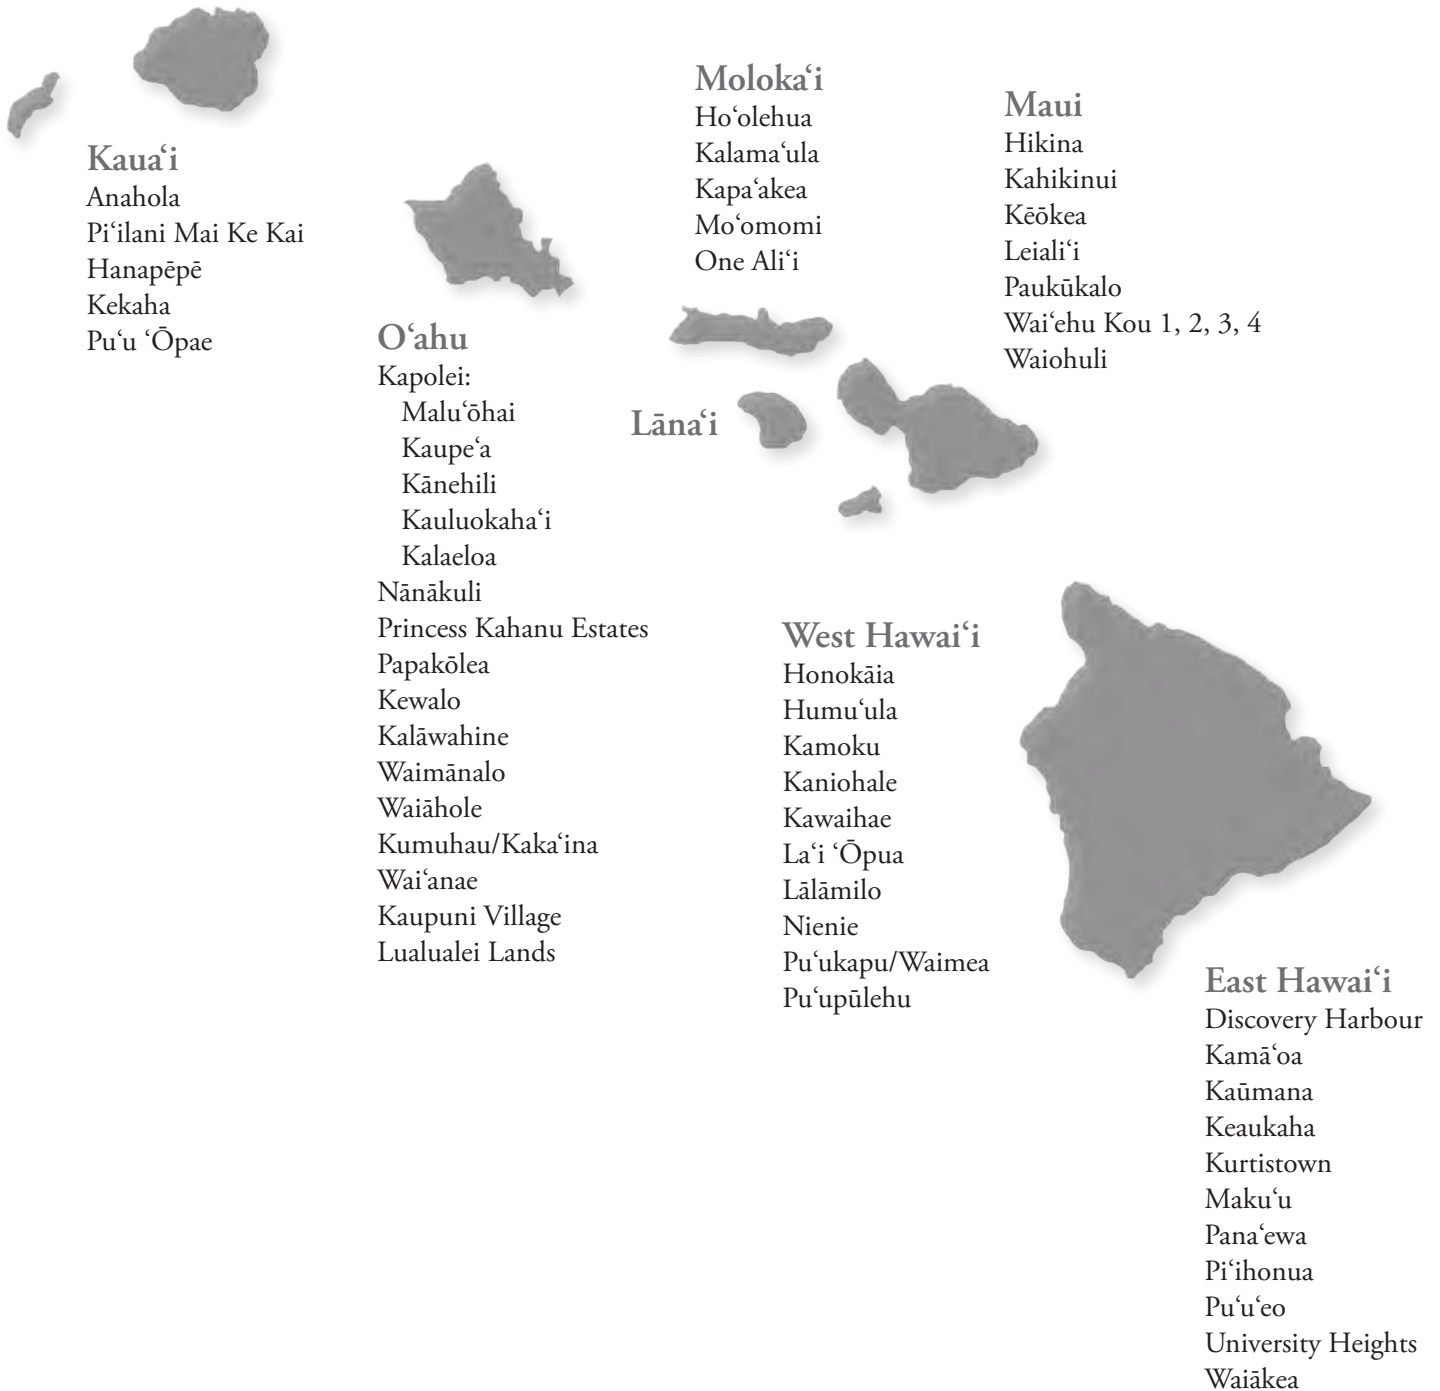 Kauaʻi
Anahola
Piʻilani Mai Ke Kai
Hanapēpē
Kekaha
Puʻu ʻŌpae
Oʻahu
Kapolei:
Maluʻōhai
Kaupeʻa
Kānehili
Kauluokahaʻi
Kalaeloa
Nānākuli
Princess Kahanu Estates
Papakōlea
Kewalo
Kalāwahine
Waimānalo
Waiāhole
Kumuhau/Kakaʻina
Waiʻanae
Kaupuni Village
Lualualei Lands
Molokaʻi
Hoʻolehua
Kalamaʻula
Kapaʻakea
Moʻomomi
One Aliʻi
Lānaʻi
Maui
Hikina
Kahikinui
Kēōkea
Leialiʻi
Paukūkalo
Waiʻehu Kou 1, 2, 3, 4
Waiohuli
West Hawaiʻi
Honokāia
Humuʻula
Kamoku
Kaniohale
Kawaihae
Laʻi ʻŌpua
Lālāmilo
Nienie
Puʻukapu/Waimea
Puʻupūlehu
East Hawaiʻi
Discovery Harbour
Kamāʻoa
Kaūmana
Keaukaha
Kurtistown
Makuʻu
Panaʻewa
Piʻihonua
Puʻuʻeo
University Heights
Waiākea